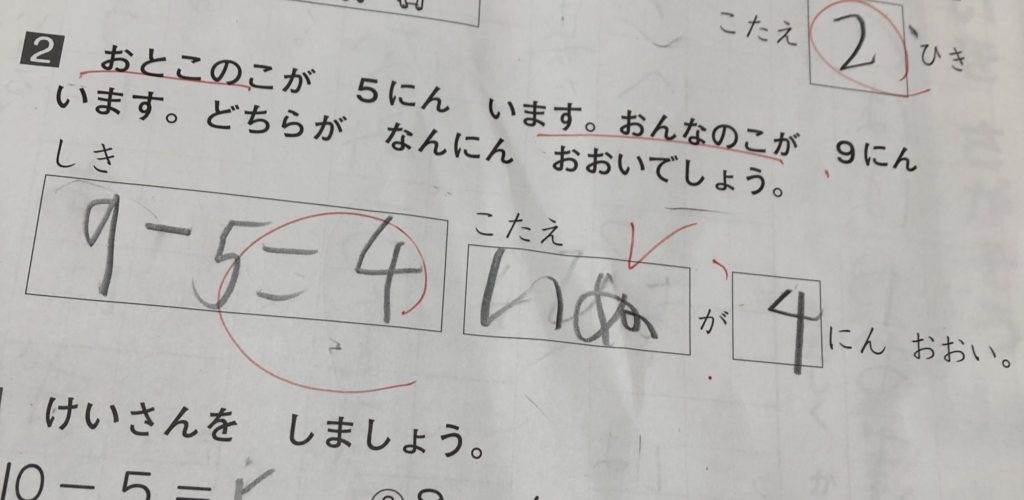 こたえ 2 ひき
2 おとこのこが 5にん います。おんなのこが 9にん
います。どちらが なんにん おおいでしょう。
しき
9-5=4
こたえ
いぬ が 4 にん おおい。
けいさんを しましょう。
10-5=